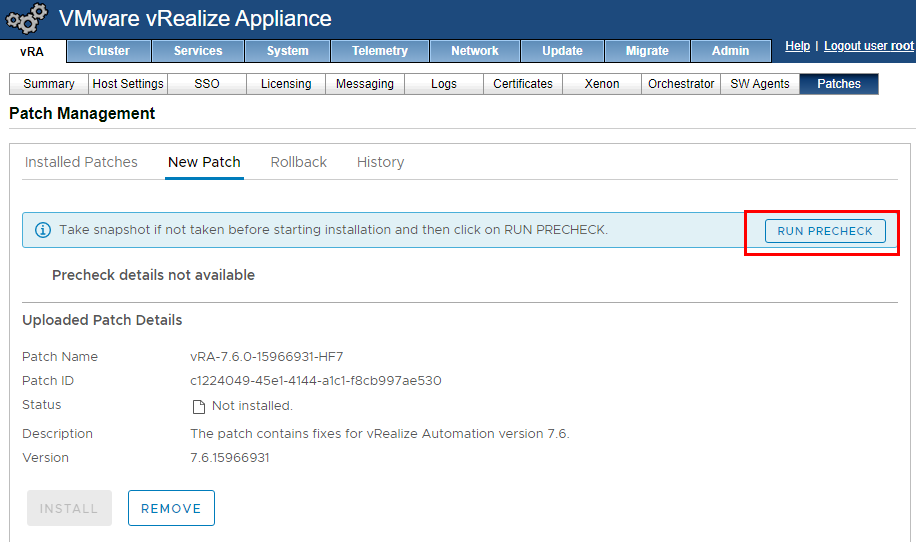 VMware vRealize Appliance
vRA Cluster Services System Telemetry Network Update Migrate Admin Help | Logout user root
Summary Host Settings SSO Licensing Messaging Logs Certificates Xenon Orchestrator SW Agents Patches
Patch Management
Installed Patches New Patch Rollback History
Take snapshot if not taken before starting installation and then click on RUN PRECHECK. RUN PRECHECK
Precheck details not available
Uploaded Patch Details
Patch Name vRA-7.6.0-15966931-HF7
Patch ID c1224049-45e1-4144-a1c1-f8cb997ae530
Status Not installed.
Description The patch contains fixes for vRealize Automation version 7.6.
Version 7.6.15966931
INSTALL REMOVE